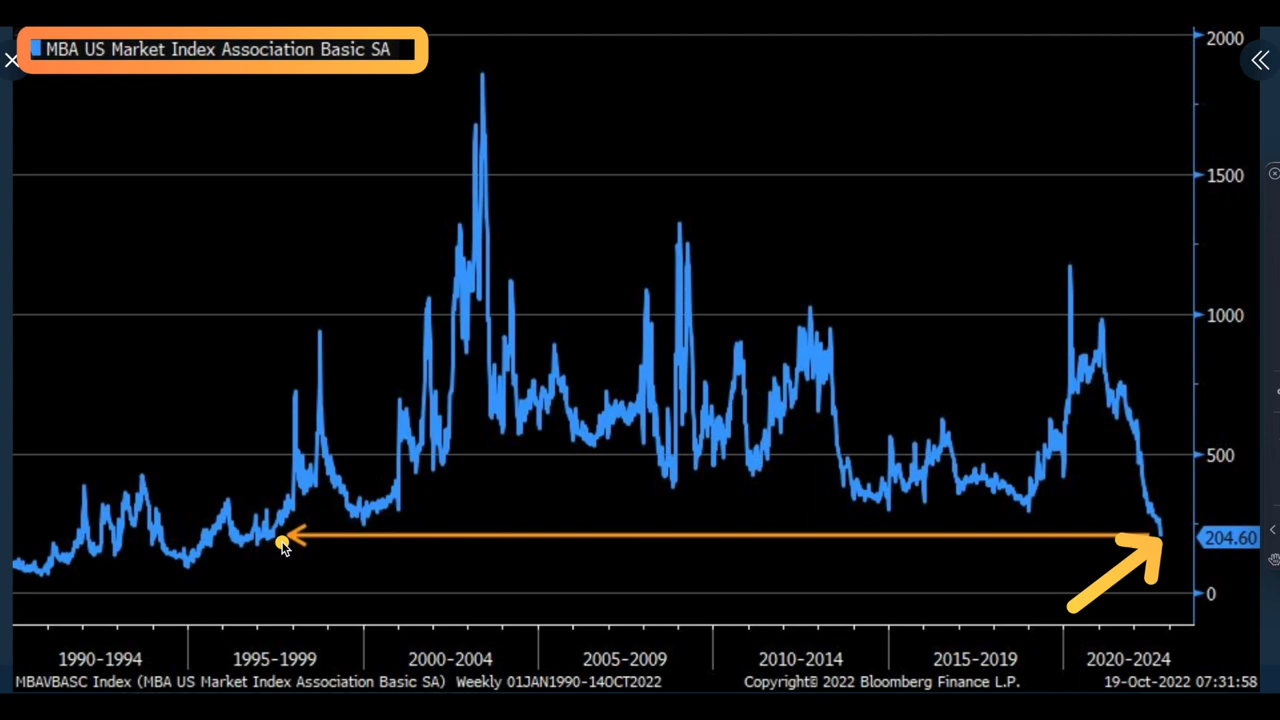 MBA US Market Index Association Basic SA
2000
1500
1000
500
204.60
0
1990-1994 1995-1999 2000-2004 2005-2009 2010-2014 2015-2019 2020-2024
MBAVBASC Index (MBA US Market Index Association Basic SA) Weekly 01JAN1990-14OCT2022 Copyright© 2022 Bloomberg Finance L.P. 19-Oct-2022 07:31:58